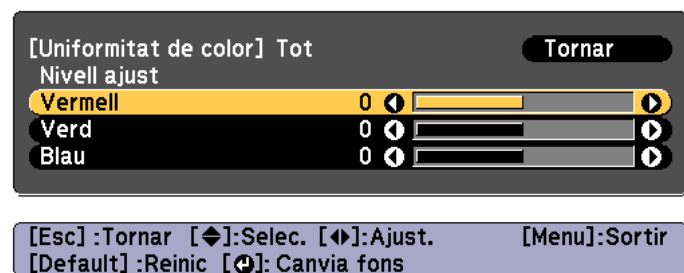 [Uniformitat de color] Tot Tornar
Nivell ajust
Vermell 0
Verd 0
Blau 0
[Esc] :Tornar [◆]:Selec. [◆]:Ajust. [Menu]:Sortir
[Default] :Reinic [↵]: Canvia fons